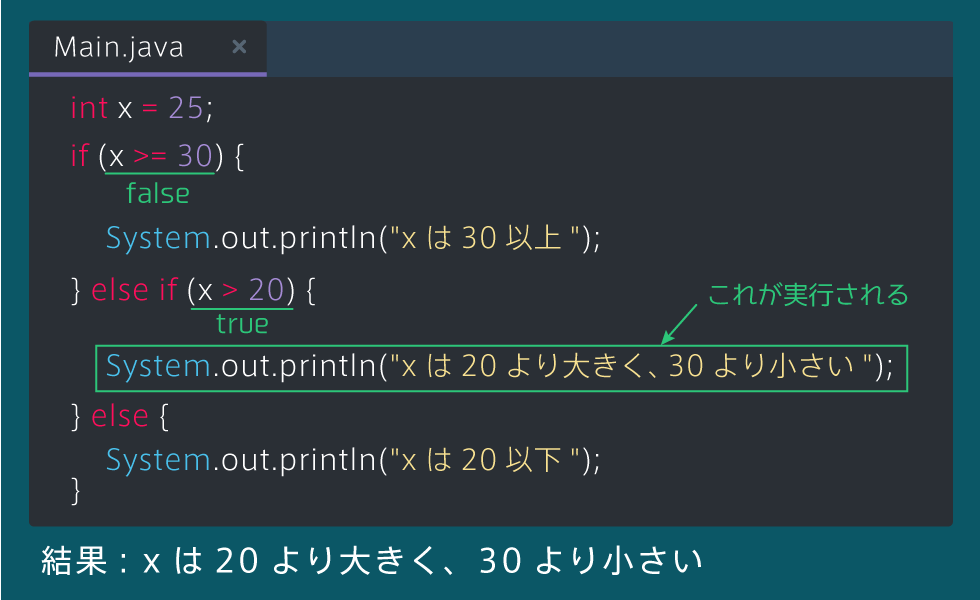 Main.java ×
int x = 25;
if (x >= 30) {
false
System.out.println("x は 30 以上 ");
} else if (x > 20) {
これが実行される
true
System.out.println("x は 20 より大きく、30 より小さい ");
} else {
System.out.println("x は 20 以下 ");
}
結果 : x は 20 より大きく、30 より小さい